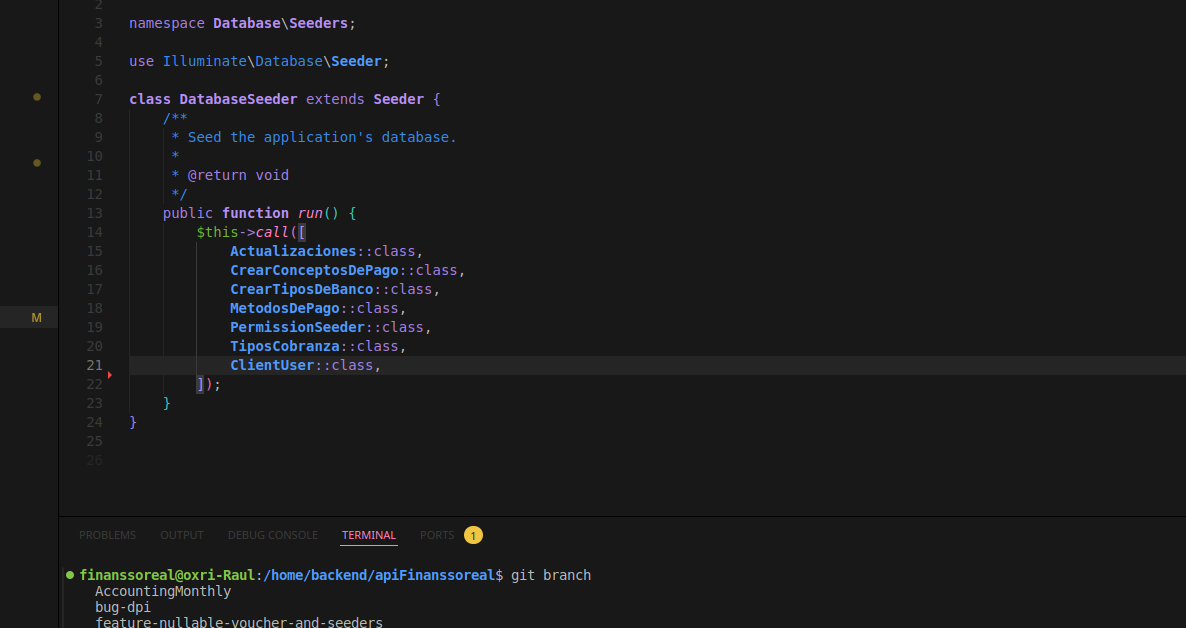 2
3 namespace Database\Seeders;
4
5 use Illuminate\Database\Seeder;
6
7 class DatabaseSeeder extends Seeder {
8 /**
9 * Seed the application's database.
10 *
11 * @return void
12 */
13 public function run() {
14 $this->call([
15 Actualizaciones::class,
16 CrearConceptosDePago::class,
17 CrearTiposDeBanco::class,
M 18 MetodosDePago::class,
19 PermissionSeeder::class,
20 TiposCobranza::class,
21 ClientUser::class,
22 ]);
23 }
24 }
25
26
PROBLEMS OUTPUT DEBUG CONSOLE TERMINAL PORTS 1
finanssoreal@oxri-Raul:/home/backend/apiFinanssoreal$ git branch
AccountingMonthly
bug-dpi
feature-nullable-voucher-and-seeders